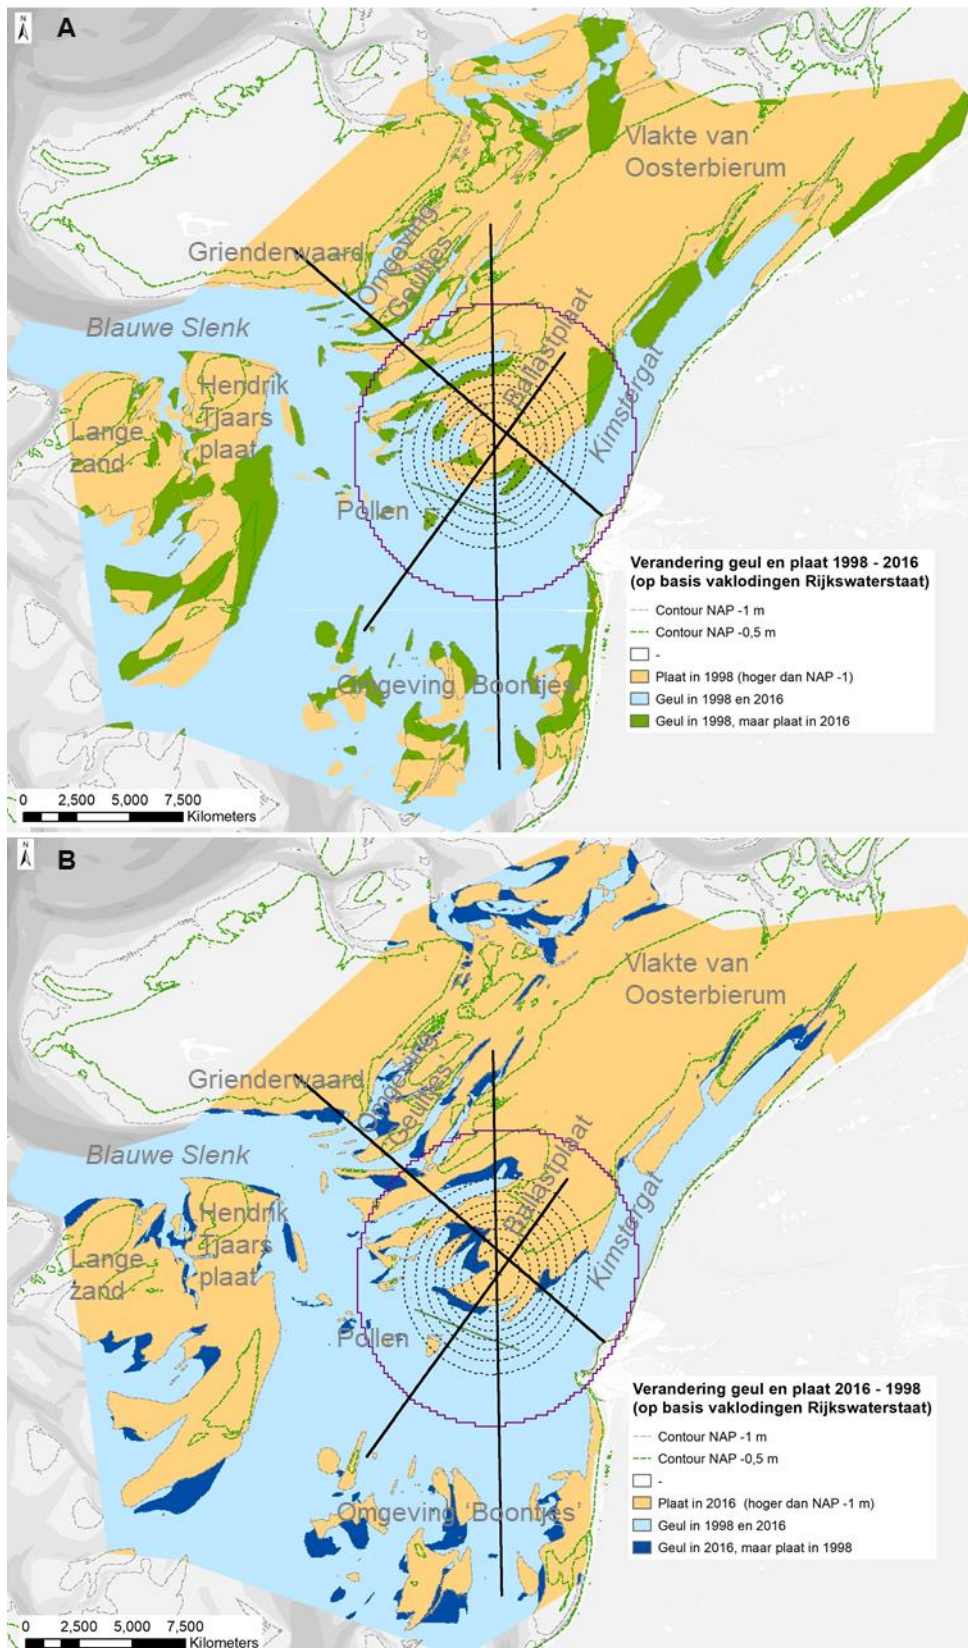 N
A
Vlakte van
Oosterbierum
Grienderwaard
Omgeving
'Geultjes'
Blauwe Slenk
Ballastplaat
Kimstergat
Hendrik
Tjaars
plaat
Lange
zand
Pollen
Omgeving 'Boontjes'
Verandering geul en plaat 1998 - 2016
(op basis vaklodingen Rijkswaterstaat)
Contour NAP -1 m
Contour NAP -0,5 m
-
Plaat in 1998 (hoger dan NAP -1)
Geul in 1998 en 2016
Geul in 1998, maar plaat in 2016
0 2,500 5,000 7,500
Kilometers
N
B
Vlakte van
Oosterbierum
Grienderwaard
Omgeving
'Geultjes'
Blauwe Slenk
Ballastplaat
Kimstergat
Hendrik
Tjaars
plaat
Lange
zand
Pollen
Omgeving 'Boontjes'
Verandering geul en plaat 2016 - 1998
(op basis vaklodingen Rijkswaterstaat)
Contour NAP -1 m
Contour NAP -0,5 m
-
Plaat in 2016 (hoger dan NAP -1 m)
Geul in 1998 en 2016
Geul in 2016, maar plaat in 1998
0 2,500 5,000 7,500
Kilometers